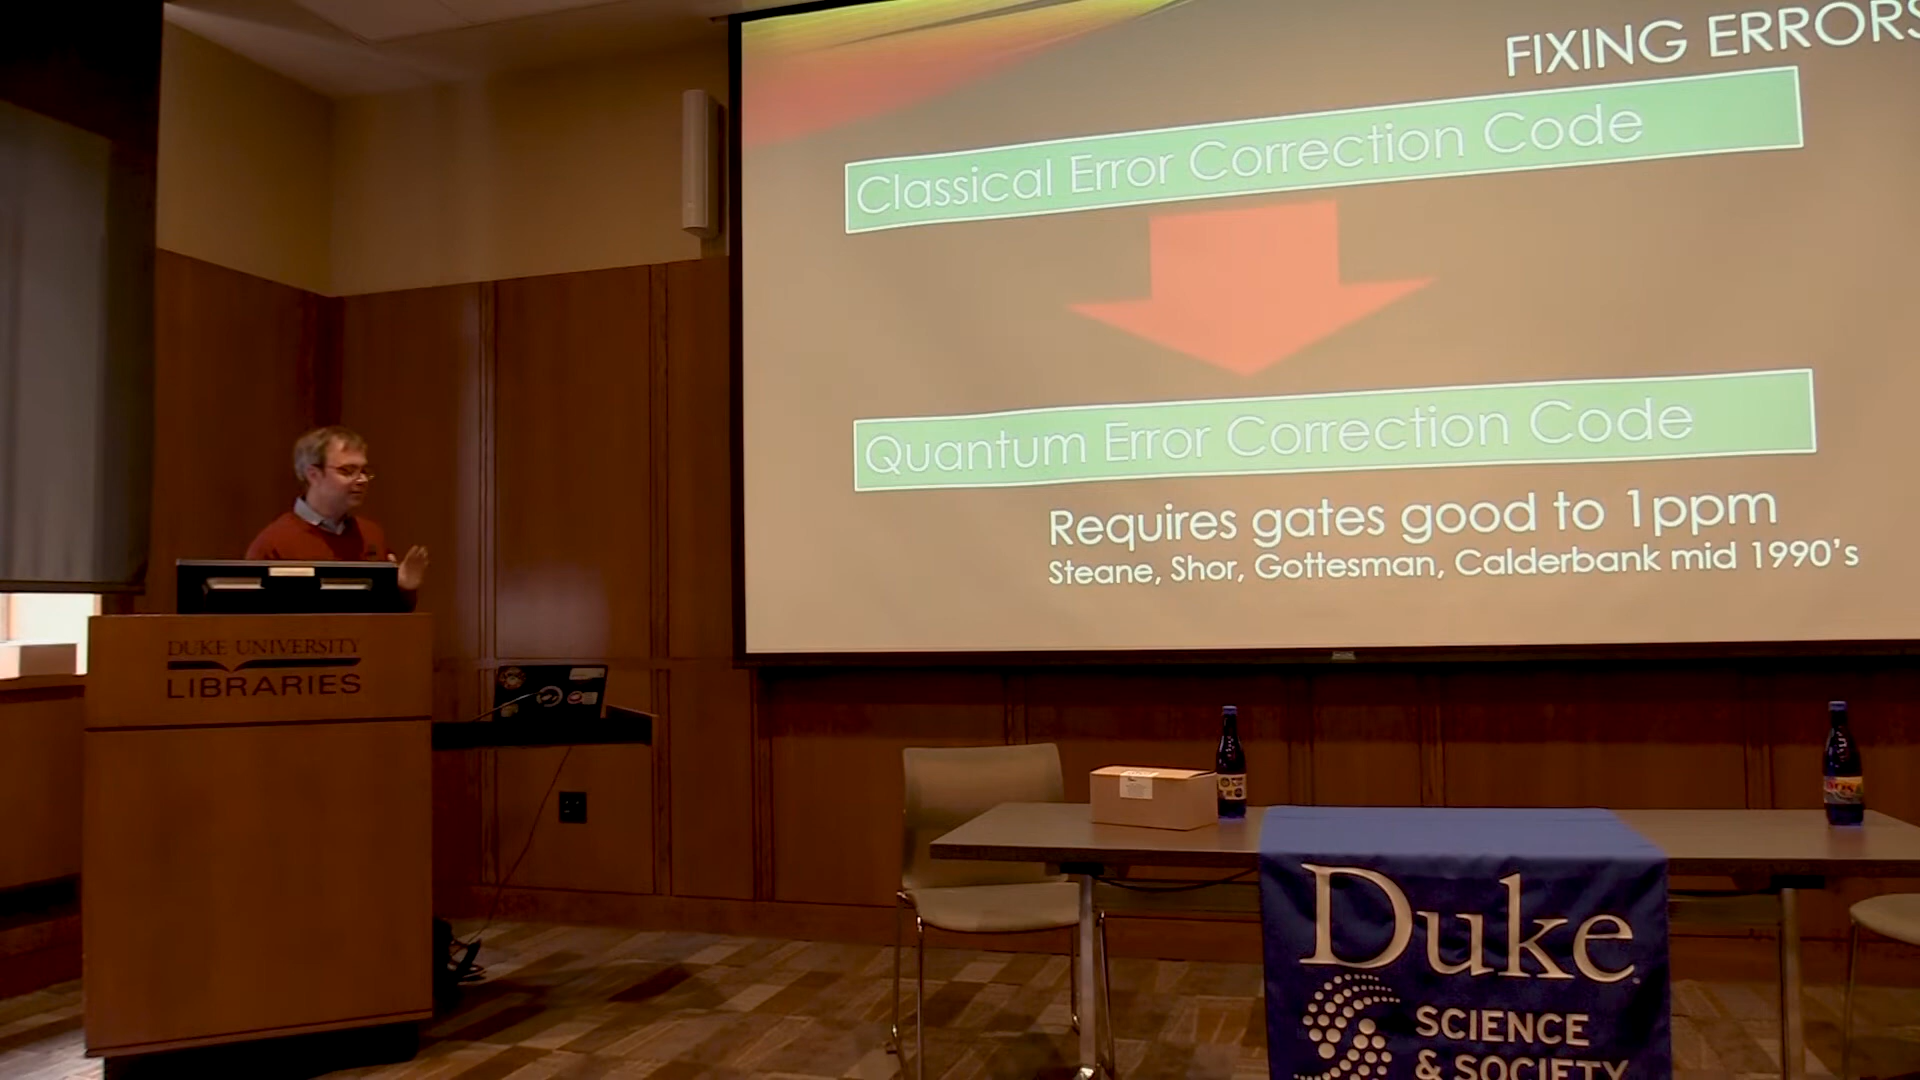 FIXING ERRORS
Classical Error Correction Code
Quantum Error Correction Code
Requires gates good to 1ppm
Steane, Shor, Gottesman, Calderbank mid 1990's
DUKE UNIVERSITY
LIBRARIES
Duke
SCIENCE
& SOCIETY